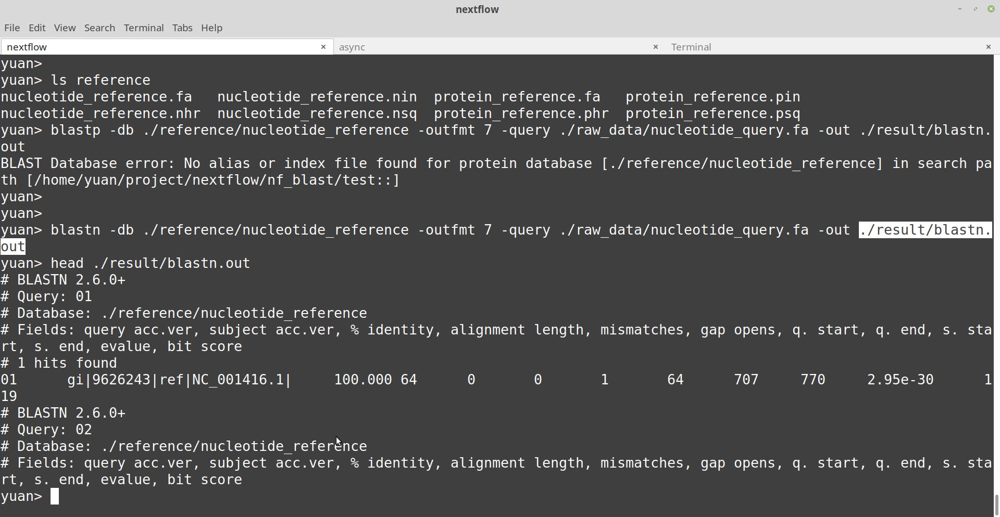 nextflow
File Edit View Search Terminal Tabs Help
nextflow async Terminal
yuan>
yuan> ls reference
nucleotide_reference.fa   nucleotide_reference.nin  protein_reference.fa   protein_reference.pin
nucleotide_reference.nhr  nucleotide_reference.nsq  protein_reference.phr  protein_reference.psq
yuan> blastp -db ./reference/nucleotide_reference -outfmt 7 -query ./raw_data/nucleotide_query.fa -out ./result/blastn.
out
BLAST Database error: No alias or index file found for protein database [./reference/nucleotide_reference] in search pa
th [/home/yuan/project/nextflow/nf_blast/test::]
yuan>
yuan>
yuan> blastn -db ./reference/nucleotide_reference -outfmt 7 -query ./raw_data/nucleotide_query.fa -out ./result/blastn.
out
yuan> head ./result/blastn.out
# BLASTN 2.6.0+
# Query: 01
# Database: ./reference/nucleotide_reference
# Fields: query acc.ver, subject acc.ver, % identity, alignment length, mismatches, gap opens, q. start, q. end, s. sta
rt, s. end, evalue, bit score
# 1 hits found
01      gi|9626243|ref|NC_001416.1|     100.000 64      0       0       1       64      707     770     2.95e-30      1
19
# BLASTN 2.6.0+
# Query: 02
# Database: ./reference/nucleotide_reference
# Fields: query acc.ver, subject acc.ver, % identity, alignment length, mismatches, gap opens, q. start, q. end, s. sta
rt, s. end, evalue, bit score
yuan>